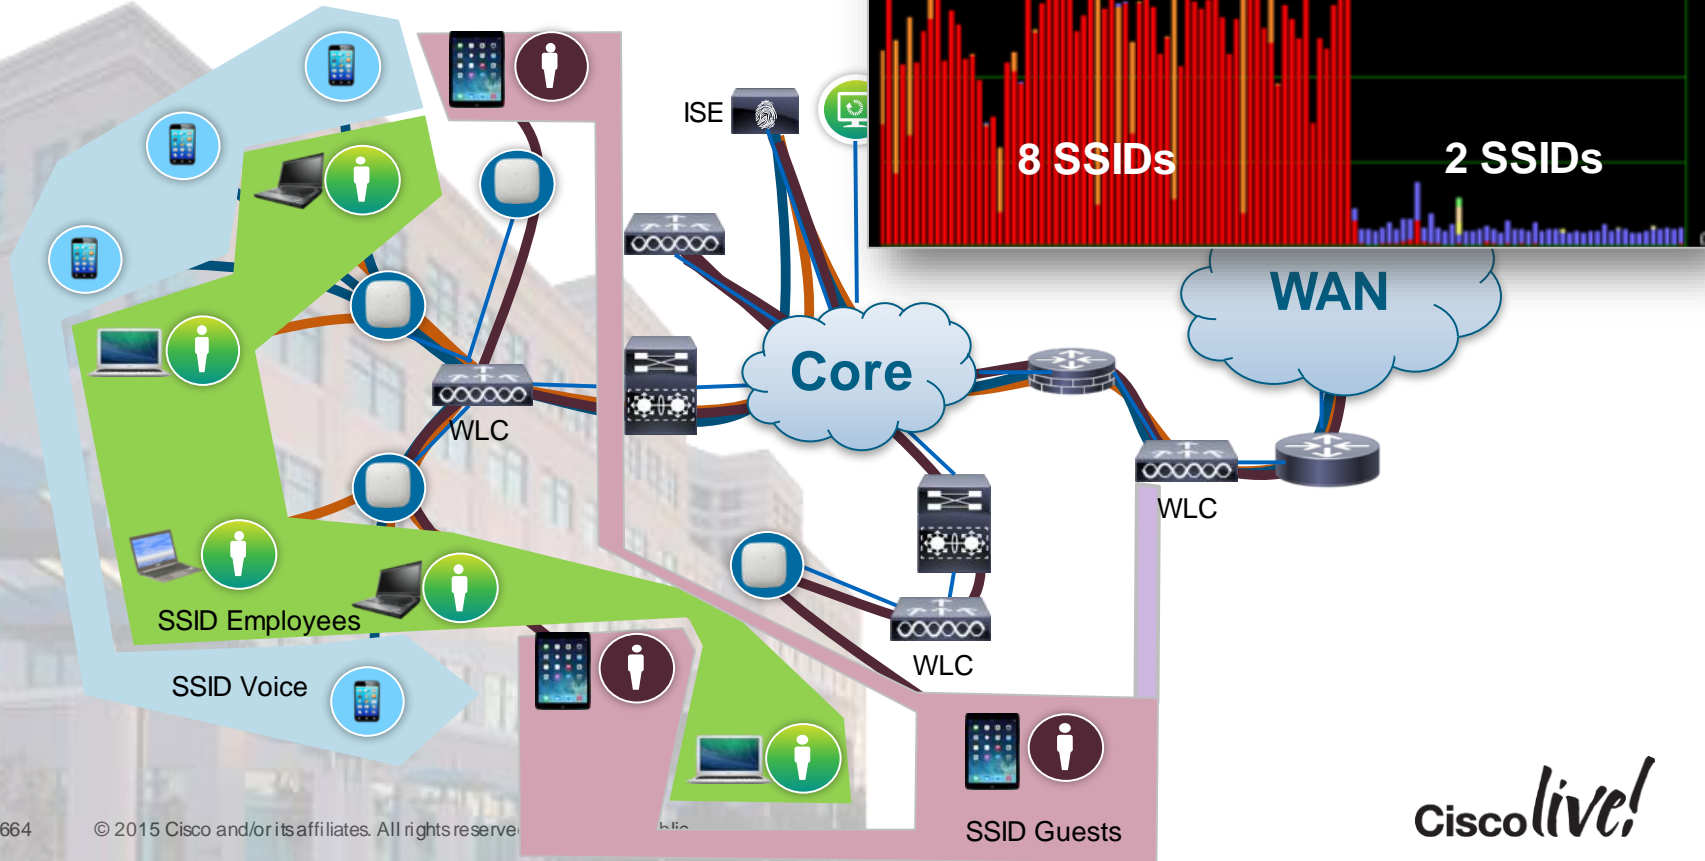 ISE
8 SSIDs
2 SSIDs
WAN
Core
WLC
WLC
SSID Employees
WLC
SSID Voice
SSID Guests
664
© 2015 Cisco and/or its affiliates. All rights reserve
Cisco live!